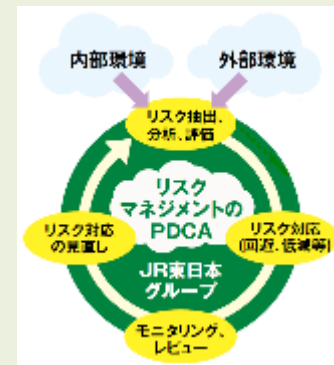 内部環境
外部環境
リスク抽出、
分析、評価
リスク
マネジメントの
PDCA
リスク対応
の見直し
リスク対応
(回避、低減等)
JR東日本
グループ
モニタリング、
レビュー